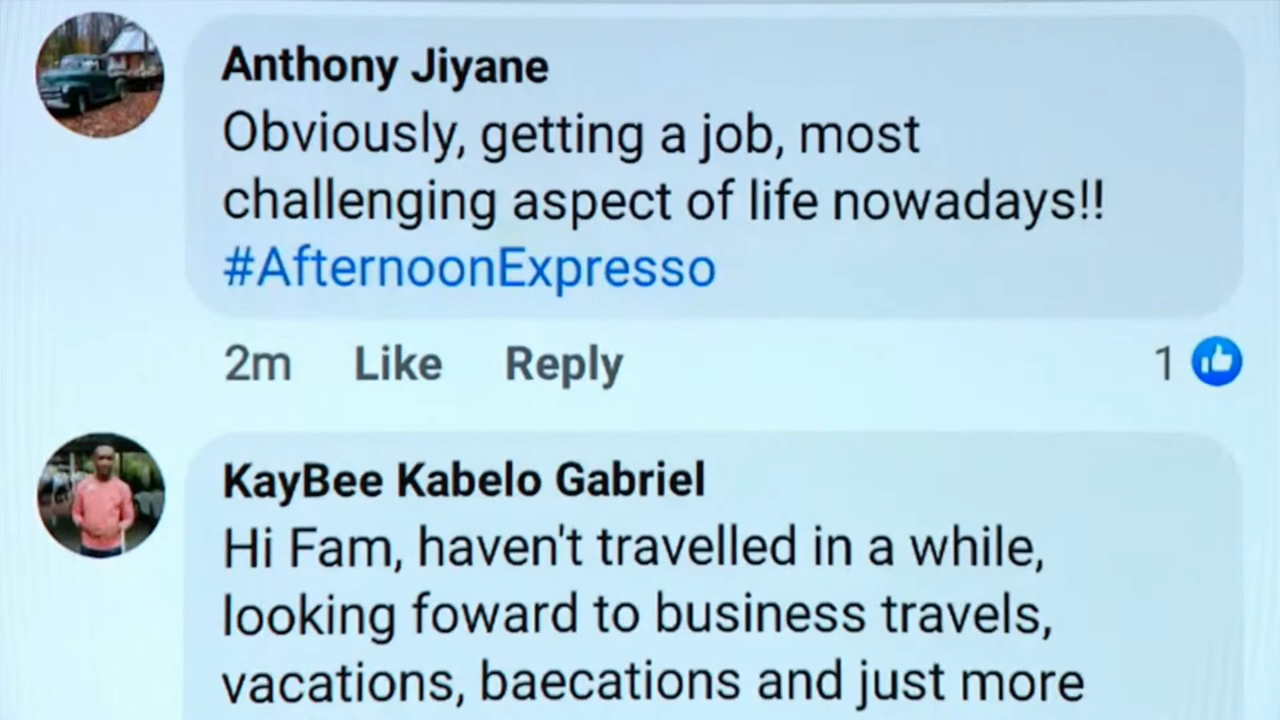 Anthony Jiyane
Obviously, getting a job, most
challenging aspect of life nowadays!!
#AfternoonExpresso
2m Like Reply 1
KayBee Kabelo Gabriel
Hi Fam, haven't travelled in a while,
looking foward to business travels,
vacations, baecations and just more